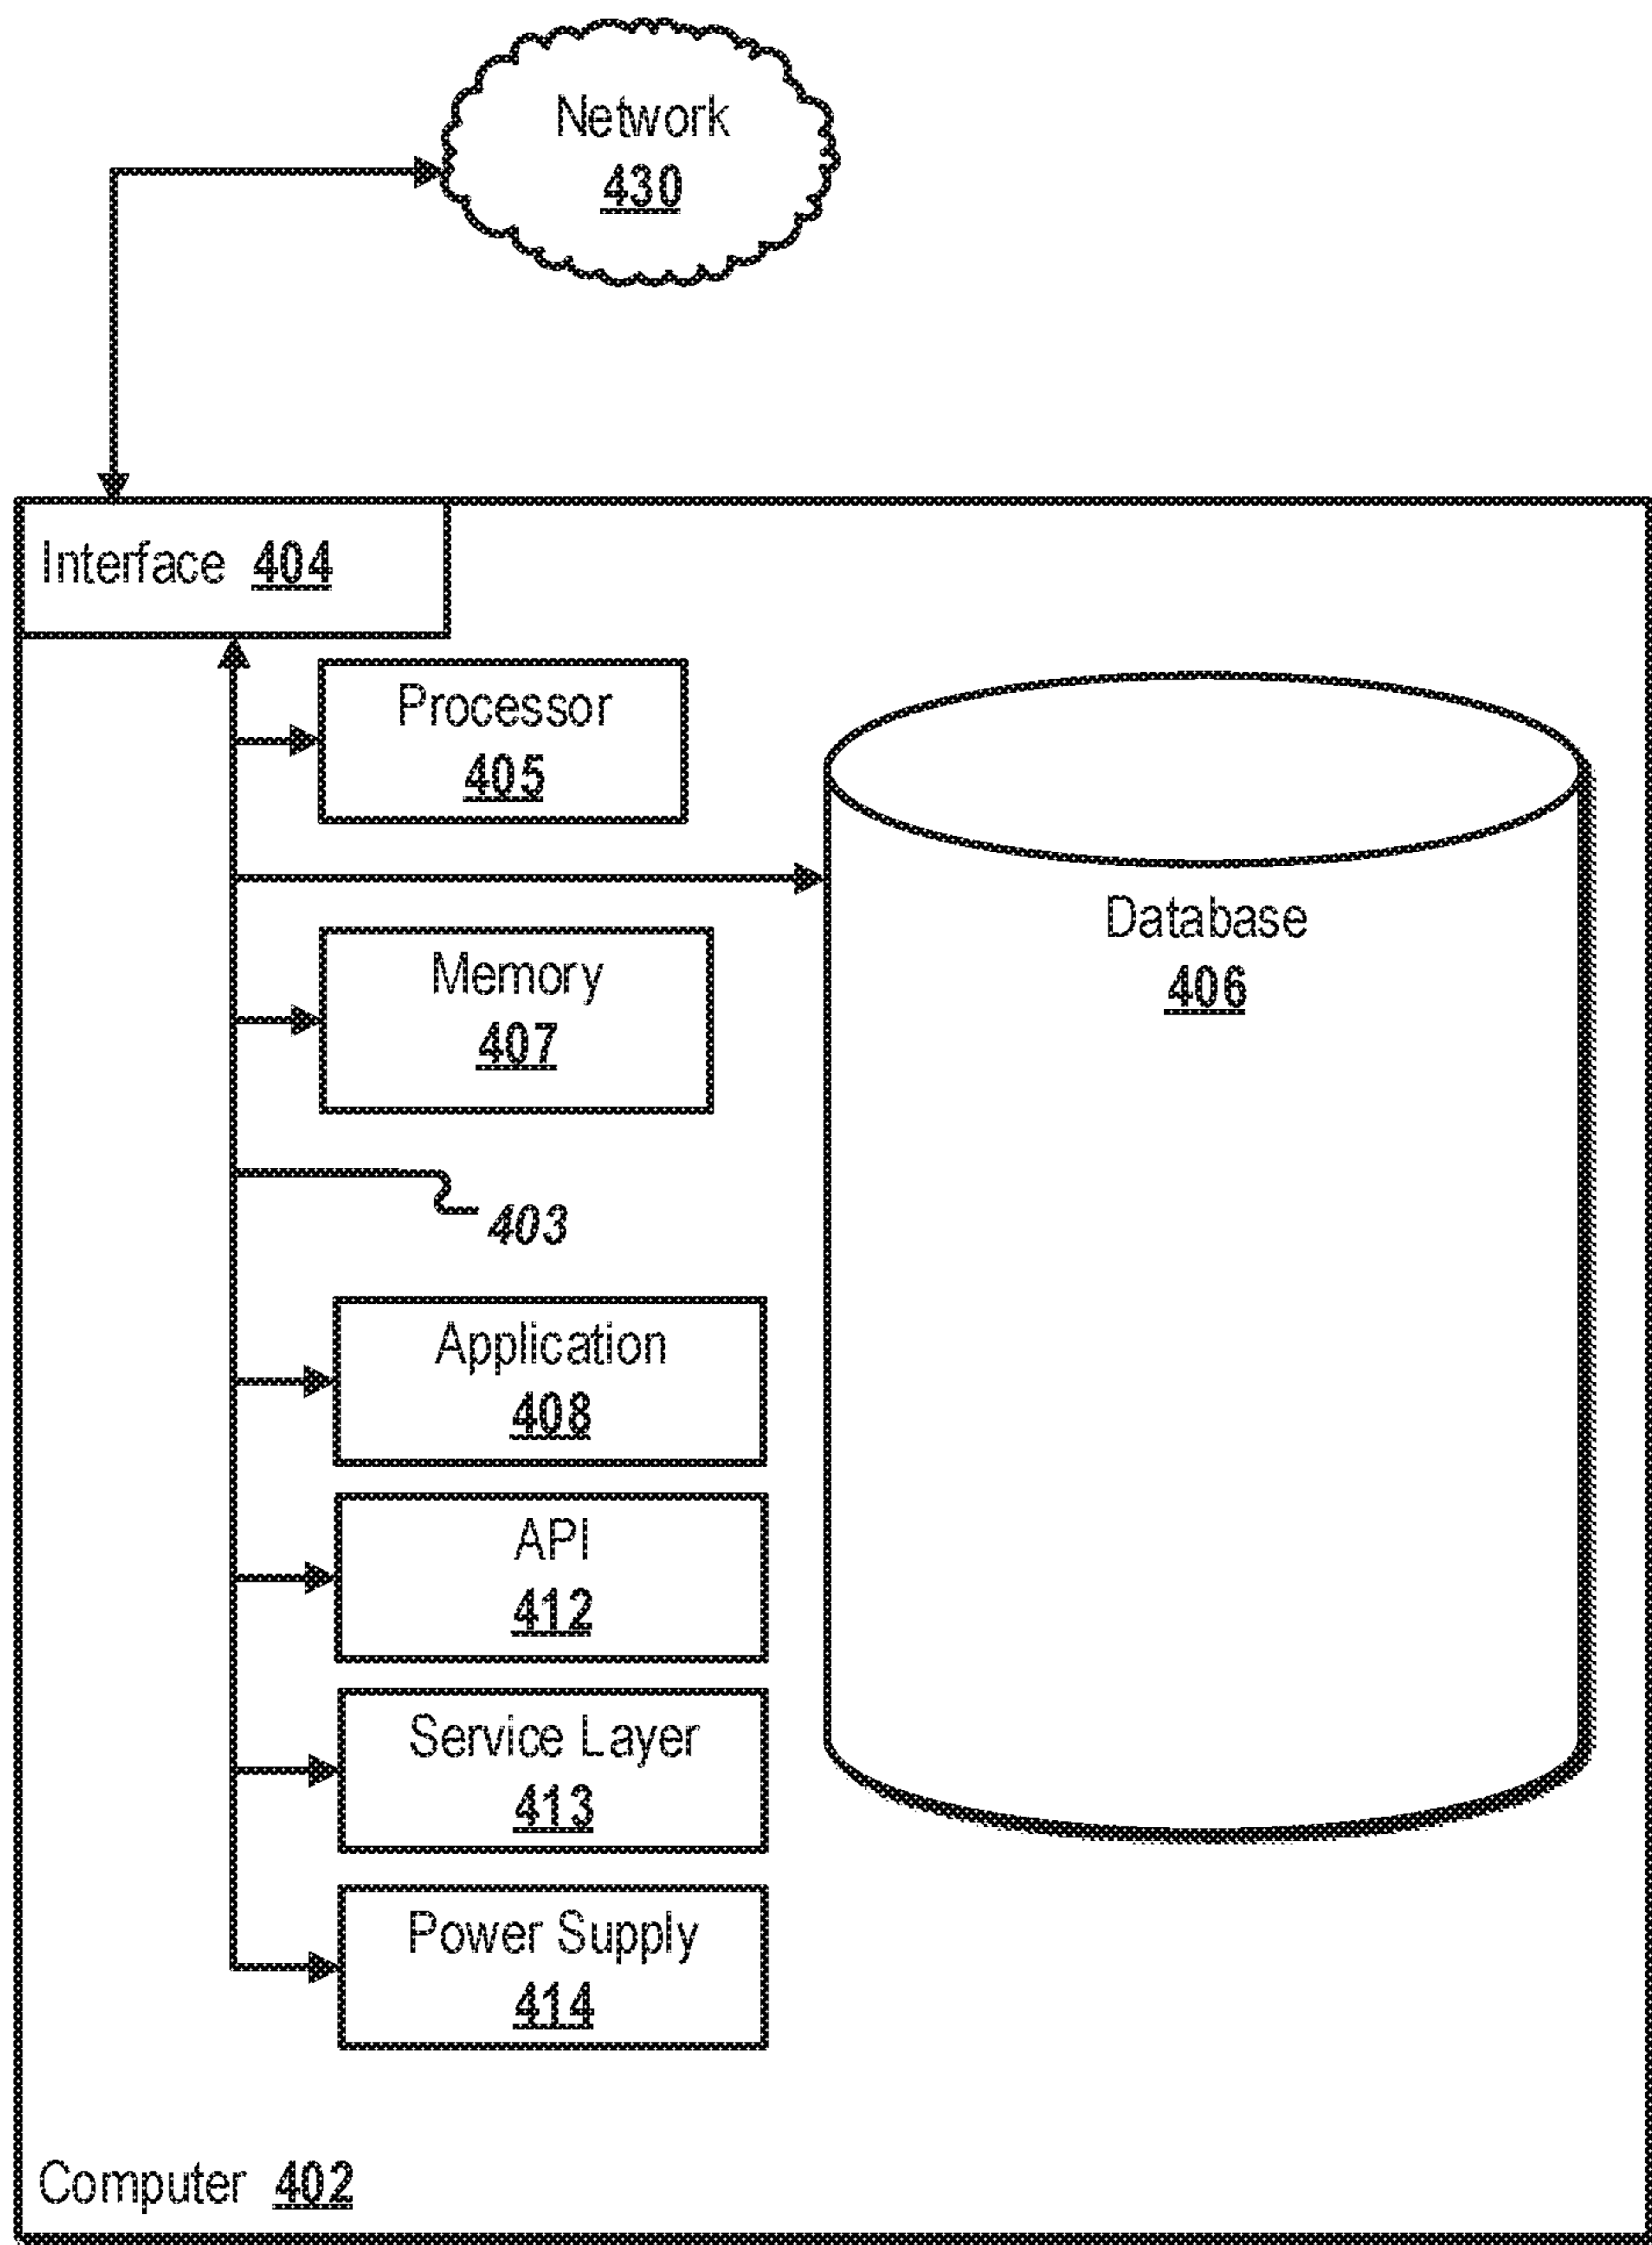 Network
430
Interface 404
Processor
405
Database
406
Memory
407
403
Application
408
API
412
Service Layer
413
Power Supply
414
Computer 402